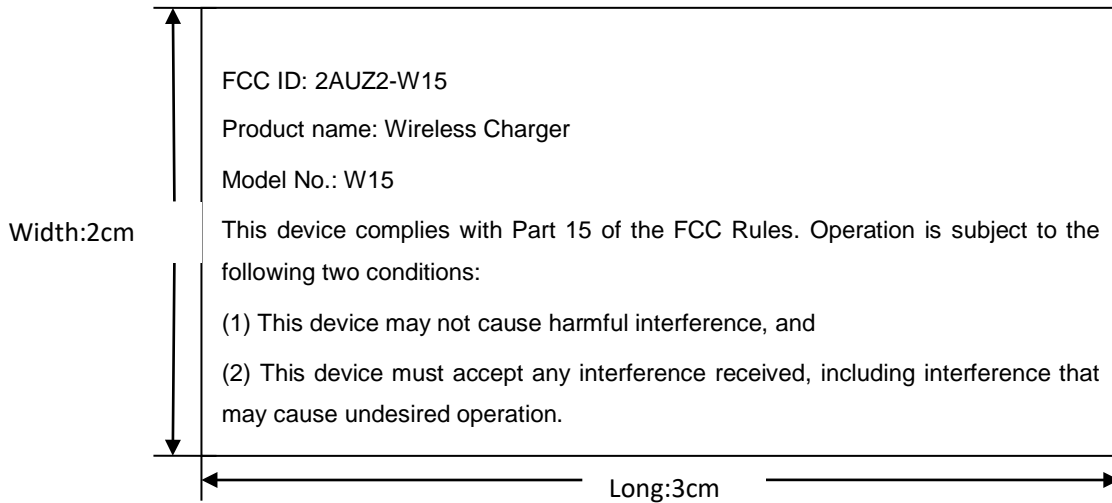 FCC ID: 2AUZ2-W15
Product name: Wireless Charger
Model No.: W15
Width:2cm
This device complies with Part 15 of the FCC Rules. Operation is subject to the
following two conditions:
(1) This device may not cause harmful interference, and
(2) This device must accept any interference received, including interference that
may cause undesired operation.
Long:3cm